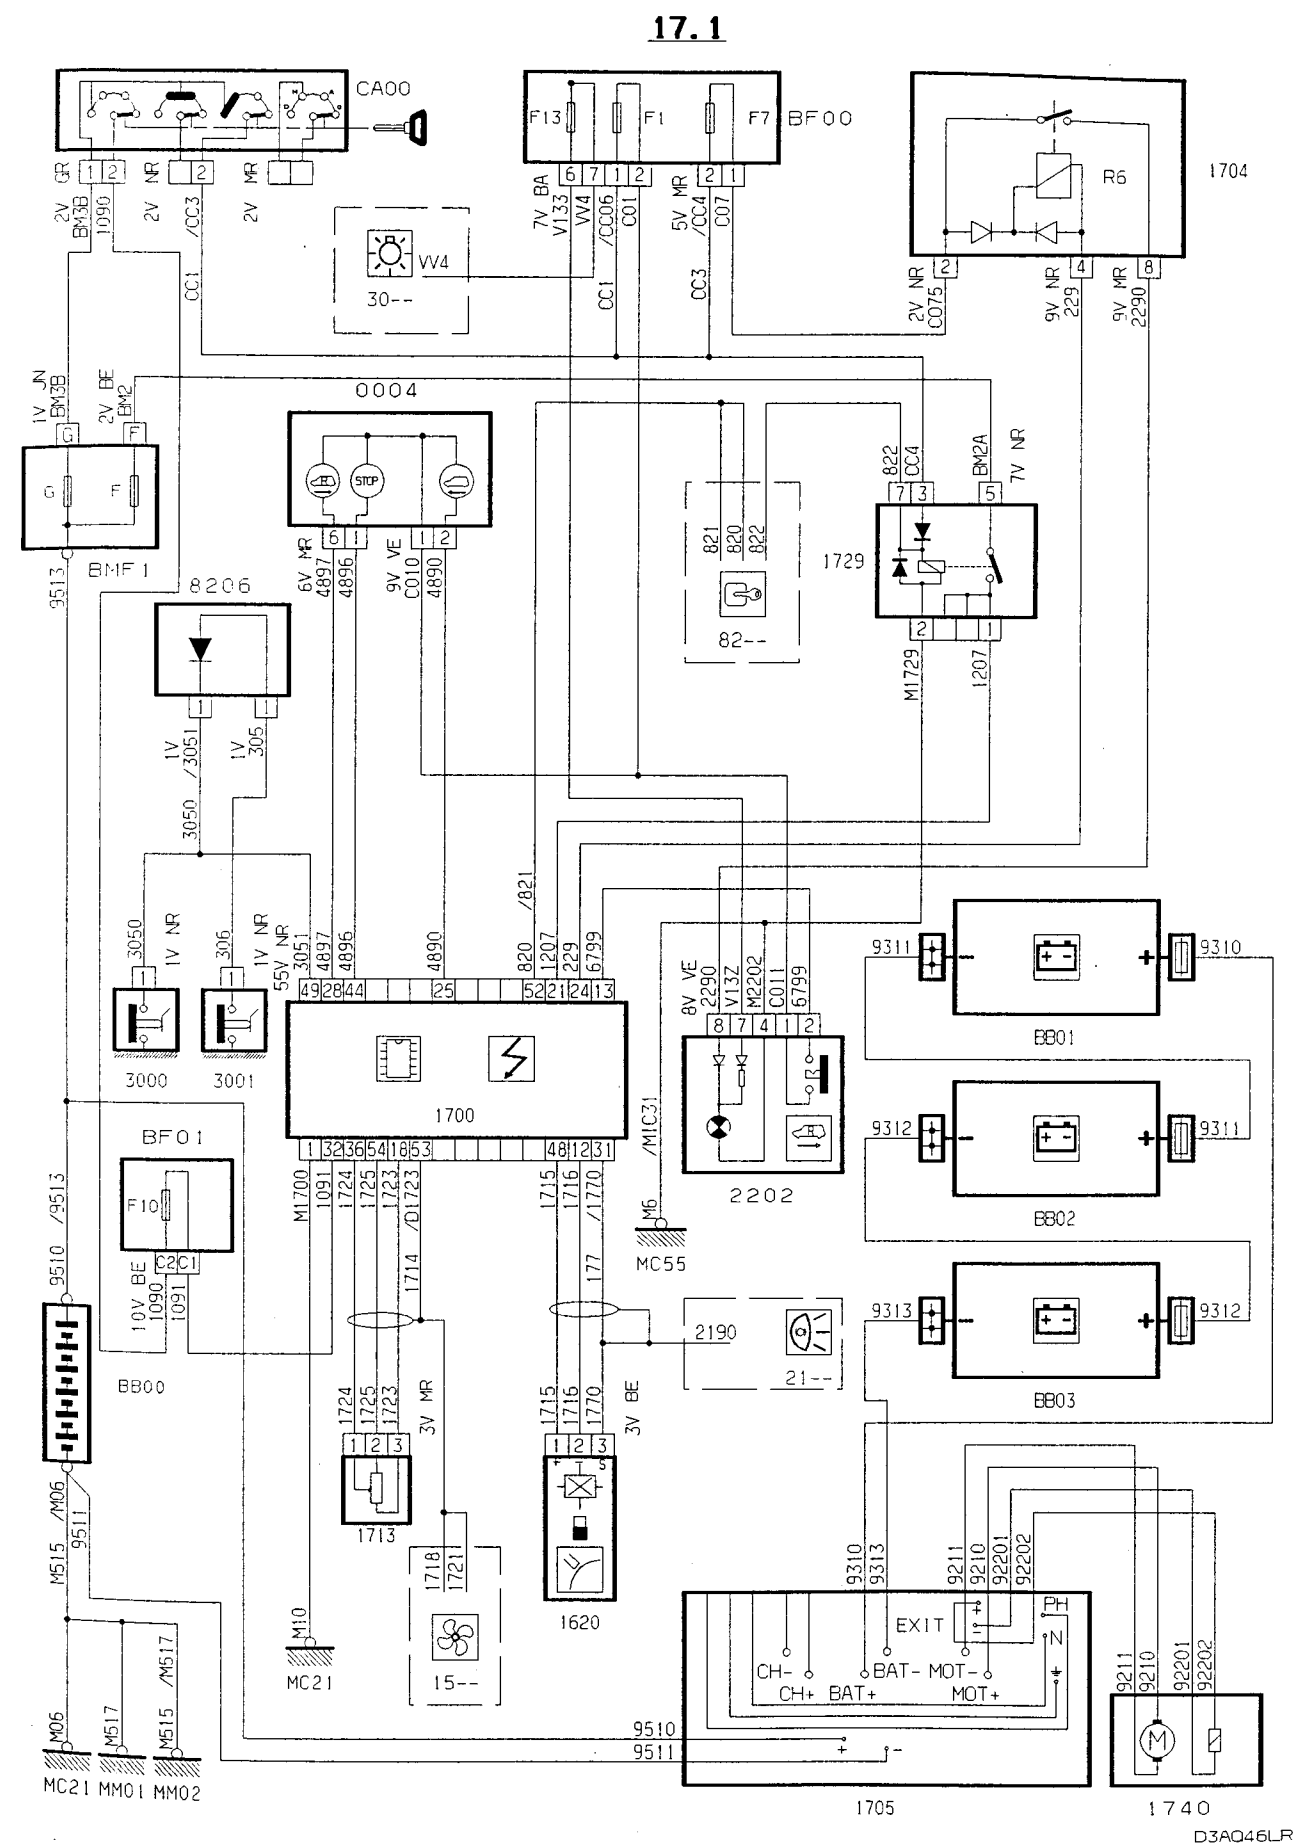 17.1
CA00
F13
F1
F7
BF00
R6
1704
GR
1 2
NR
2
MR
6 7 1 2
2 1
2 4 8
2V
BM3B
1090
2V
/CC3
2V
7V BA
V133
VV4
/CC06
C01
5V MR
/CC4
C07
2V NR
C075
9V NR
229
9V MR
2290
VV4
30--
CC1
CC1
CC3
0004
1V JN
BM3B
2V BE
BM2
G F
G F
BMF1
9513
STOP
6 1
1 2
6V MR
4897
4896
9V VE
C010
4890
822
CC4
BM2A
7V NR
7 3 5
1729
2 1
M1729
1207
821
820
822
82--
8206
1 1
1V
/3051
1V
305
3050
3050
1V NR
306
1V NR
55V NR
3051
4897
4896
4890
820
/821
1207
229
6799
49 28 44 25 52 21 24 13
1 1
3000
3001
1700
1 32 36 54 18 53 48 12 31
8V VE
2290
V13Z
M2202
C011
6799
8 7 4 1 2
2202
9311
9310
- +
BB01
9312
9311
- +
BB02
9313
9312
- +
BB03
BF01
F10
C2 C1
10V BE
1090
1091
M1700
1091
1724
1725
1723
/D1723
1714
1715
1716
/1770
177
/MIC31
M6
MC55
/9513
9510
BB00
2190
21--
1724
1725
1723
3V MR
1 2 3
1713
1715
1716
1770
3V BE
1 2 3
+ - S
1620
1718
1721
15--
M10
MC21
/M06
M515
9511
M06
M517
M515
/M517
MC21 MM01 MM02
9310
9313
9211
9210
92201
92202
EXIT
+
-
PH
N
CH-
CH+
BAT+
BAT-
MOT-
MOT+
9510
9511
+ -
1705
9211
9210
92201
92202
M
1740
D3AQ46LR